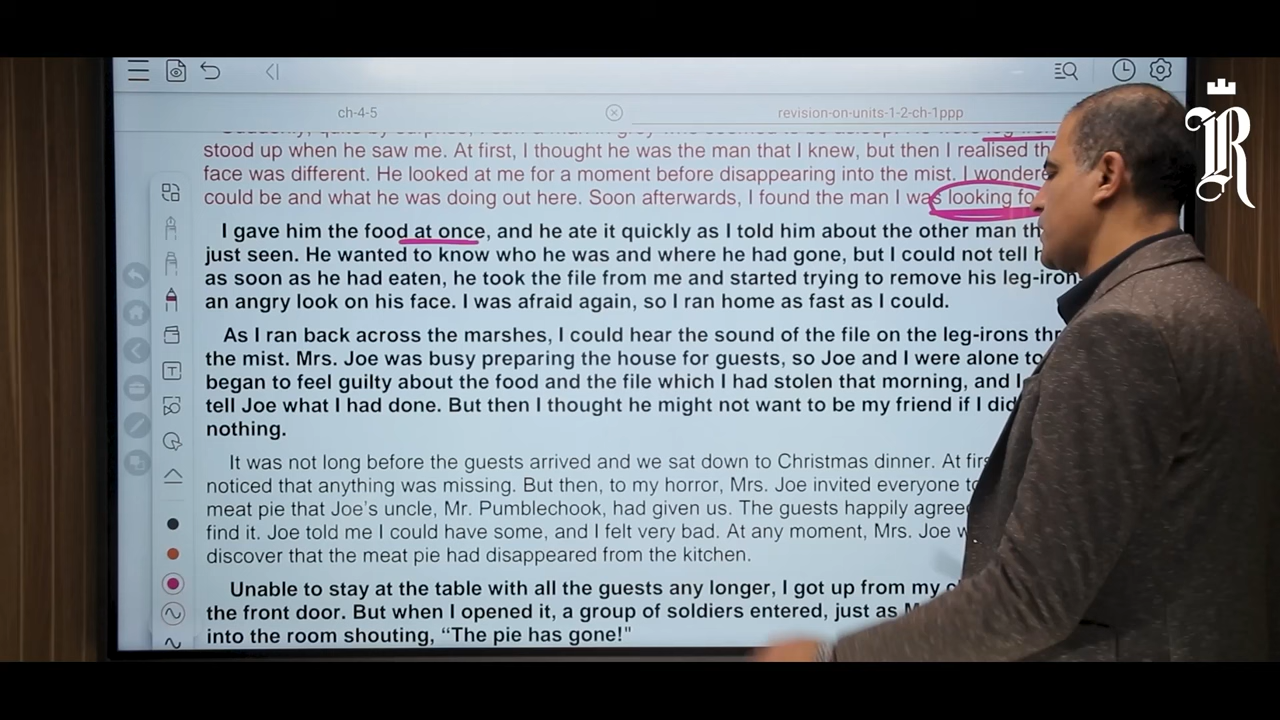 ch-4-5
revision-on-units-1-2-ch-1ppp
stood up when he saw me. At first, I thought he was the man that I knew, but then I realised
face was different. He looked at me for a moment before disappearing into the mist. I
could be and what he was doing out here. Soon afterwards, I found the man I was looking
I gave him the food at once, and he ate it quickly as I told him about the other man
just seen. He wanted to know who he was and where he had gone, but I could not tell
as soon as he had eaten, he took the file from me and started trying to remove his
an angry look on his face. I was afraid again, so I ran home as fast as I could.
As I ran back across the marshes, I could hear the sound of the file on the leg-irons
the mist. Mrs. Joe was busy preparing the house for guests, so Joe and I were alone
began to feel guilty about the food and the file which I had stolen that morning, and I
tell Joe what I had done. But then I thought he might not want to be my friend if I did
nothing.
It was not long before the guests arrived and we sat down to Christmas dinner. At
noticed that anything was missing. But then, to my horror, Mrs. Joe invited everyone
meat pie that Joe's uncle, Mr. Pumblechook, had given us. The guests happily
find it. Joe told me I could have some, and I felt very bad. At any moment, Mrs. Joe
discover that the meat pie had disappeared from the kitchen.
Unable to stay at the table with all the guests any longer, I got up from my
the front door. But when I opened it, a group of soldiers entered, just as
into the room shouting, “The pie has gone!"
R